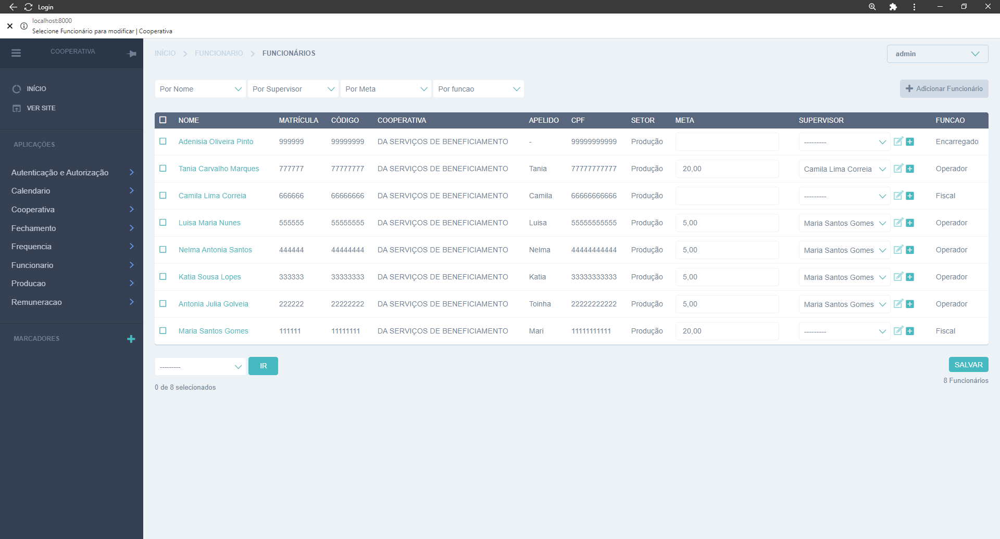 Login
localhost:8000
Selecione Funcionário para modificar | Cooperativa
COOPERATIVA
INÍCIO
VER SITE
APLICAÇÕES
Autenticação e Autorização
Calendario
Cooperativa
Fechamento
Frequencia
Funcionario
Producao
Remuneracao
MARCADORES
INÍCIO FUNCIONARIO FUNCIONÁRIOS
admin
Por Nome Por Supervisor Por Meta Por funcao
Adicionar Funcionário
NOME MATRÍCULA CÓDIGO COOPERATIVA APELIDO CPF SETOR META SUPERVISOR FUNCAO
Adenisia Oliveira Pinto 999999 99999999 DA SERVIÇOS DE BENEFICIAMENTO - 99999999999 Produção --------- Encarregado
Tania Carvalho Marques 777777 77777777 DA SERVIÇOS DE BENEFICIAMENTO Tania 77777777777 Produção 20,00 Camila Lima Correia Operador
Camila Lima Correia 666666 66666666 DA SERVIÇOS DE BENEFICIAMENTO Camila 66666666666 Produção --------- Fiscal
Luisa Maria Nunes 555555 55555555 DA SERVIÇOS DE BENEFICIAMENTO Luisa 55555555555 Produção 5,00 Maria Santos Gomes Operador
Nelma Antonia Santos 444444 44444444 DA SERVIÇOS DE BENEFICIAMENTO Nelma 44444444444 Produção 5,00 Maria Santos Gomes Operador
Katia Sousa Lopes 333333 33333333 DA SERVIÇOS DE BENEFICIAMENTO Katia 33333333333 Produção 5,00 Maria Santos Gomes Operador
Antonia Julia Golveia 222222 22222222 DA SERVIÇOS DE BENEFICIAMENTO Toinha 22222222222 Produção 5,00 Maria Santos Gomes Operador
Maria Santos Gomes 111111 11111111 DA SERVIÇOS DE BENEFICIAMENTO Mari 11111111111 Produção 20,00 --------- Fiscal
--------- IR
SALVAR
0 de 8 selecionados
8 Funcionários